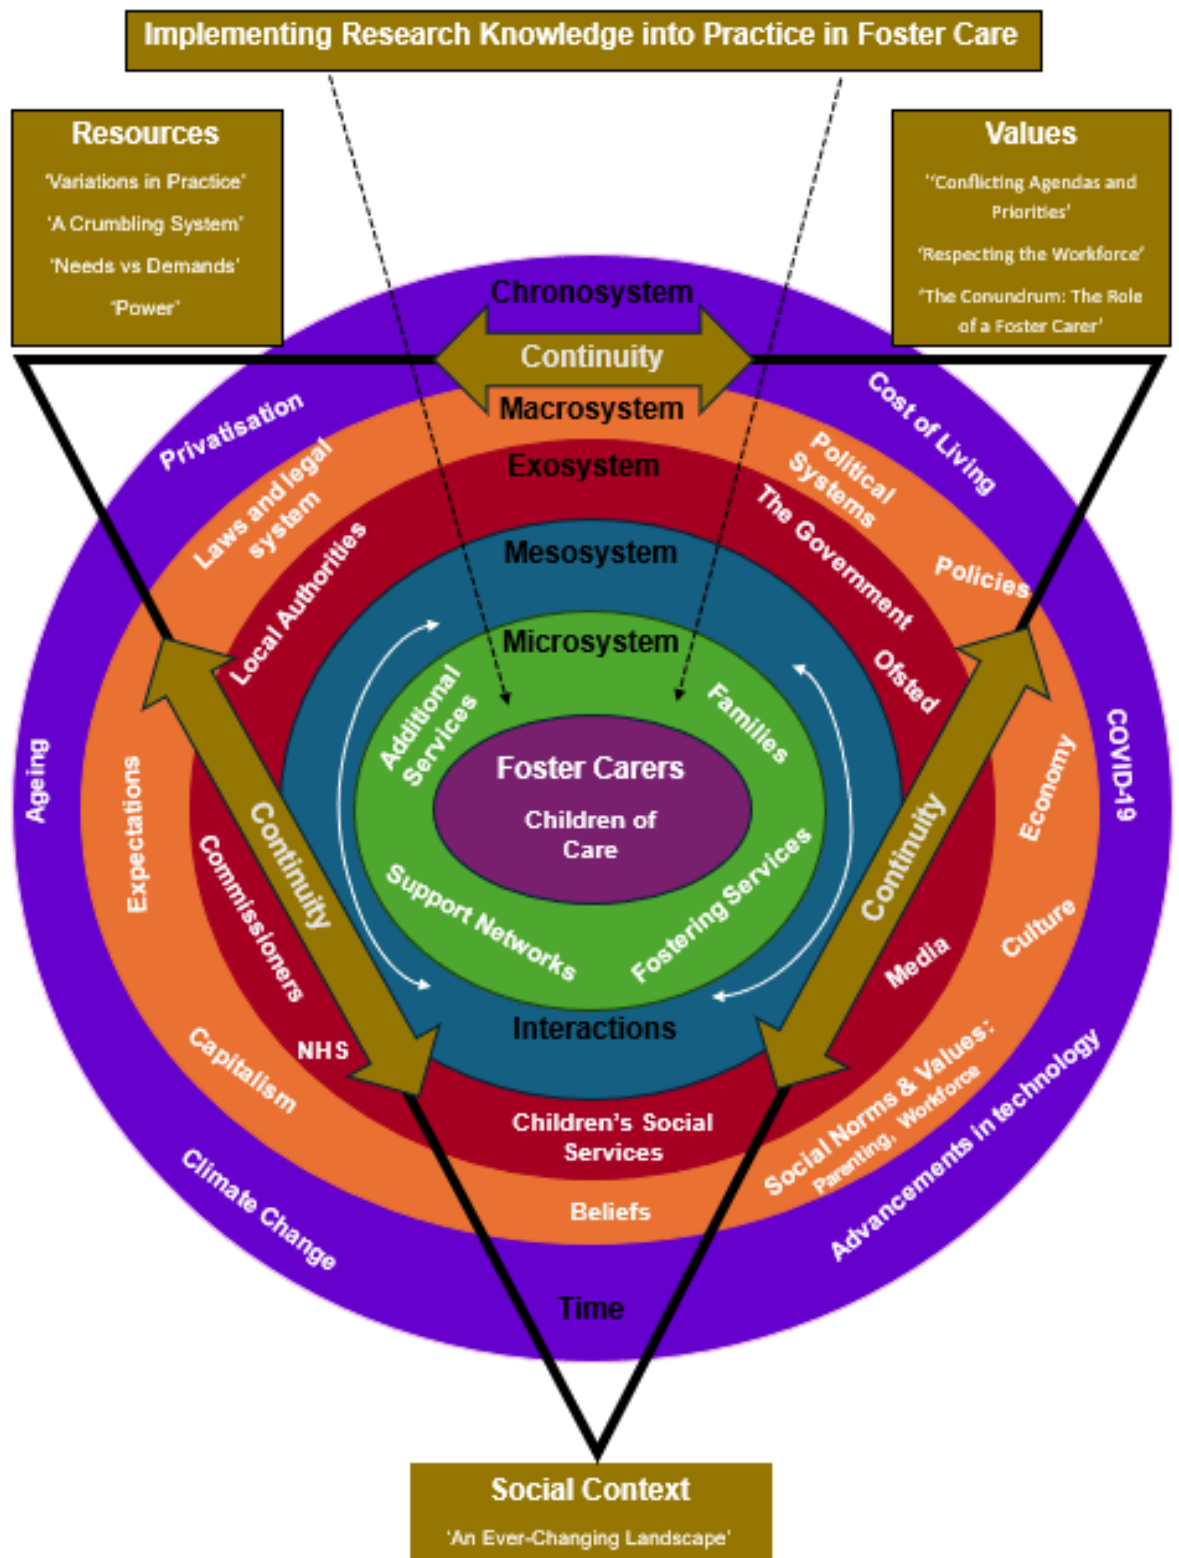 Implementing Research Knowledge into Practice in Foster Care
Resources
'Variations in Practice'
'A Crumbling System'
'Needs vs Demands'
'Power'
Values
''Conflicting Agendas and
Priorities'
'Respecting the Workforce'
'The Conundrum: The Role
of a Foster Carer'
Chronosystem
Continuity
Macrosystem
Exosystem
Mesosystem
Microsystem
Privatisation
Cost of Living
Laws and legal
system
Political
Systems
Policies
Local Authorities
The Government
Ofsted
Additional
Services
Families
Foster Carers
Children of
Care
Ageing
COVID-19
Expectations
Economy
Continuity
Continuity
Commissioners
Support Networks
Fostering Services
Culture
Media
Interactions
NHS
Capitalism
Children's Social
Services
Social Norms & Values:
Parenting, Workforce
Advancements in technology
Climate Change
Beliefs
Time
Social Context
'An Ever-Changing Landscape'